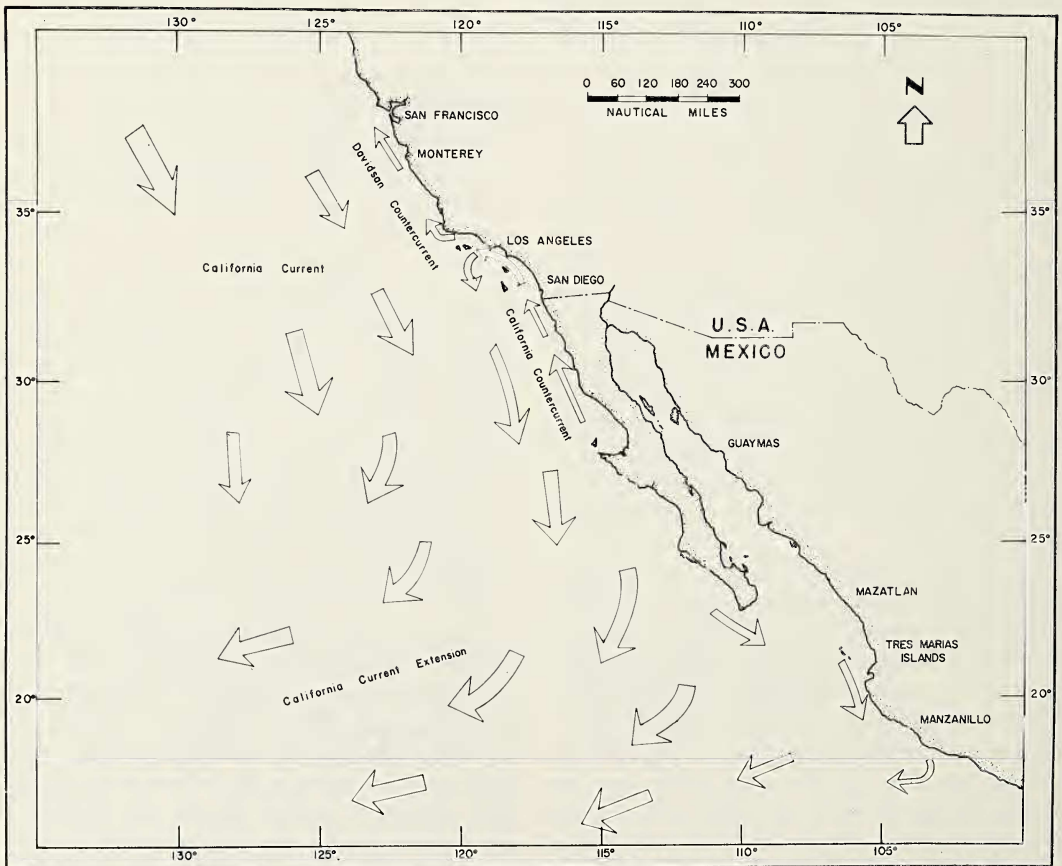 130° 125° 120° 115° 110° 105°
0 60 120 180 240 300
NAUTICAL MILES
N
SAN FRANCISCO
MONTEREY
Davidson Countercurrent
35° 35°
LOS ANGELES
California Current
SAN DIEGO
U.S.A.
MEXICO
California Countercurrent
30° 30°
GUAYMAS
25° 25°
MAZATLAN
TRES MARIAS
ISLANDS
California Current Extension
20° 20°
MANZANILLO
130° 125° 120° 115° 110° 105°